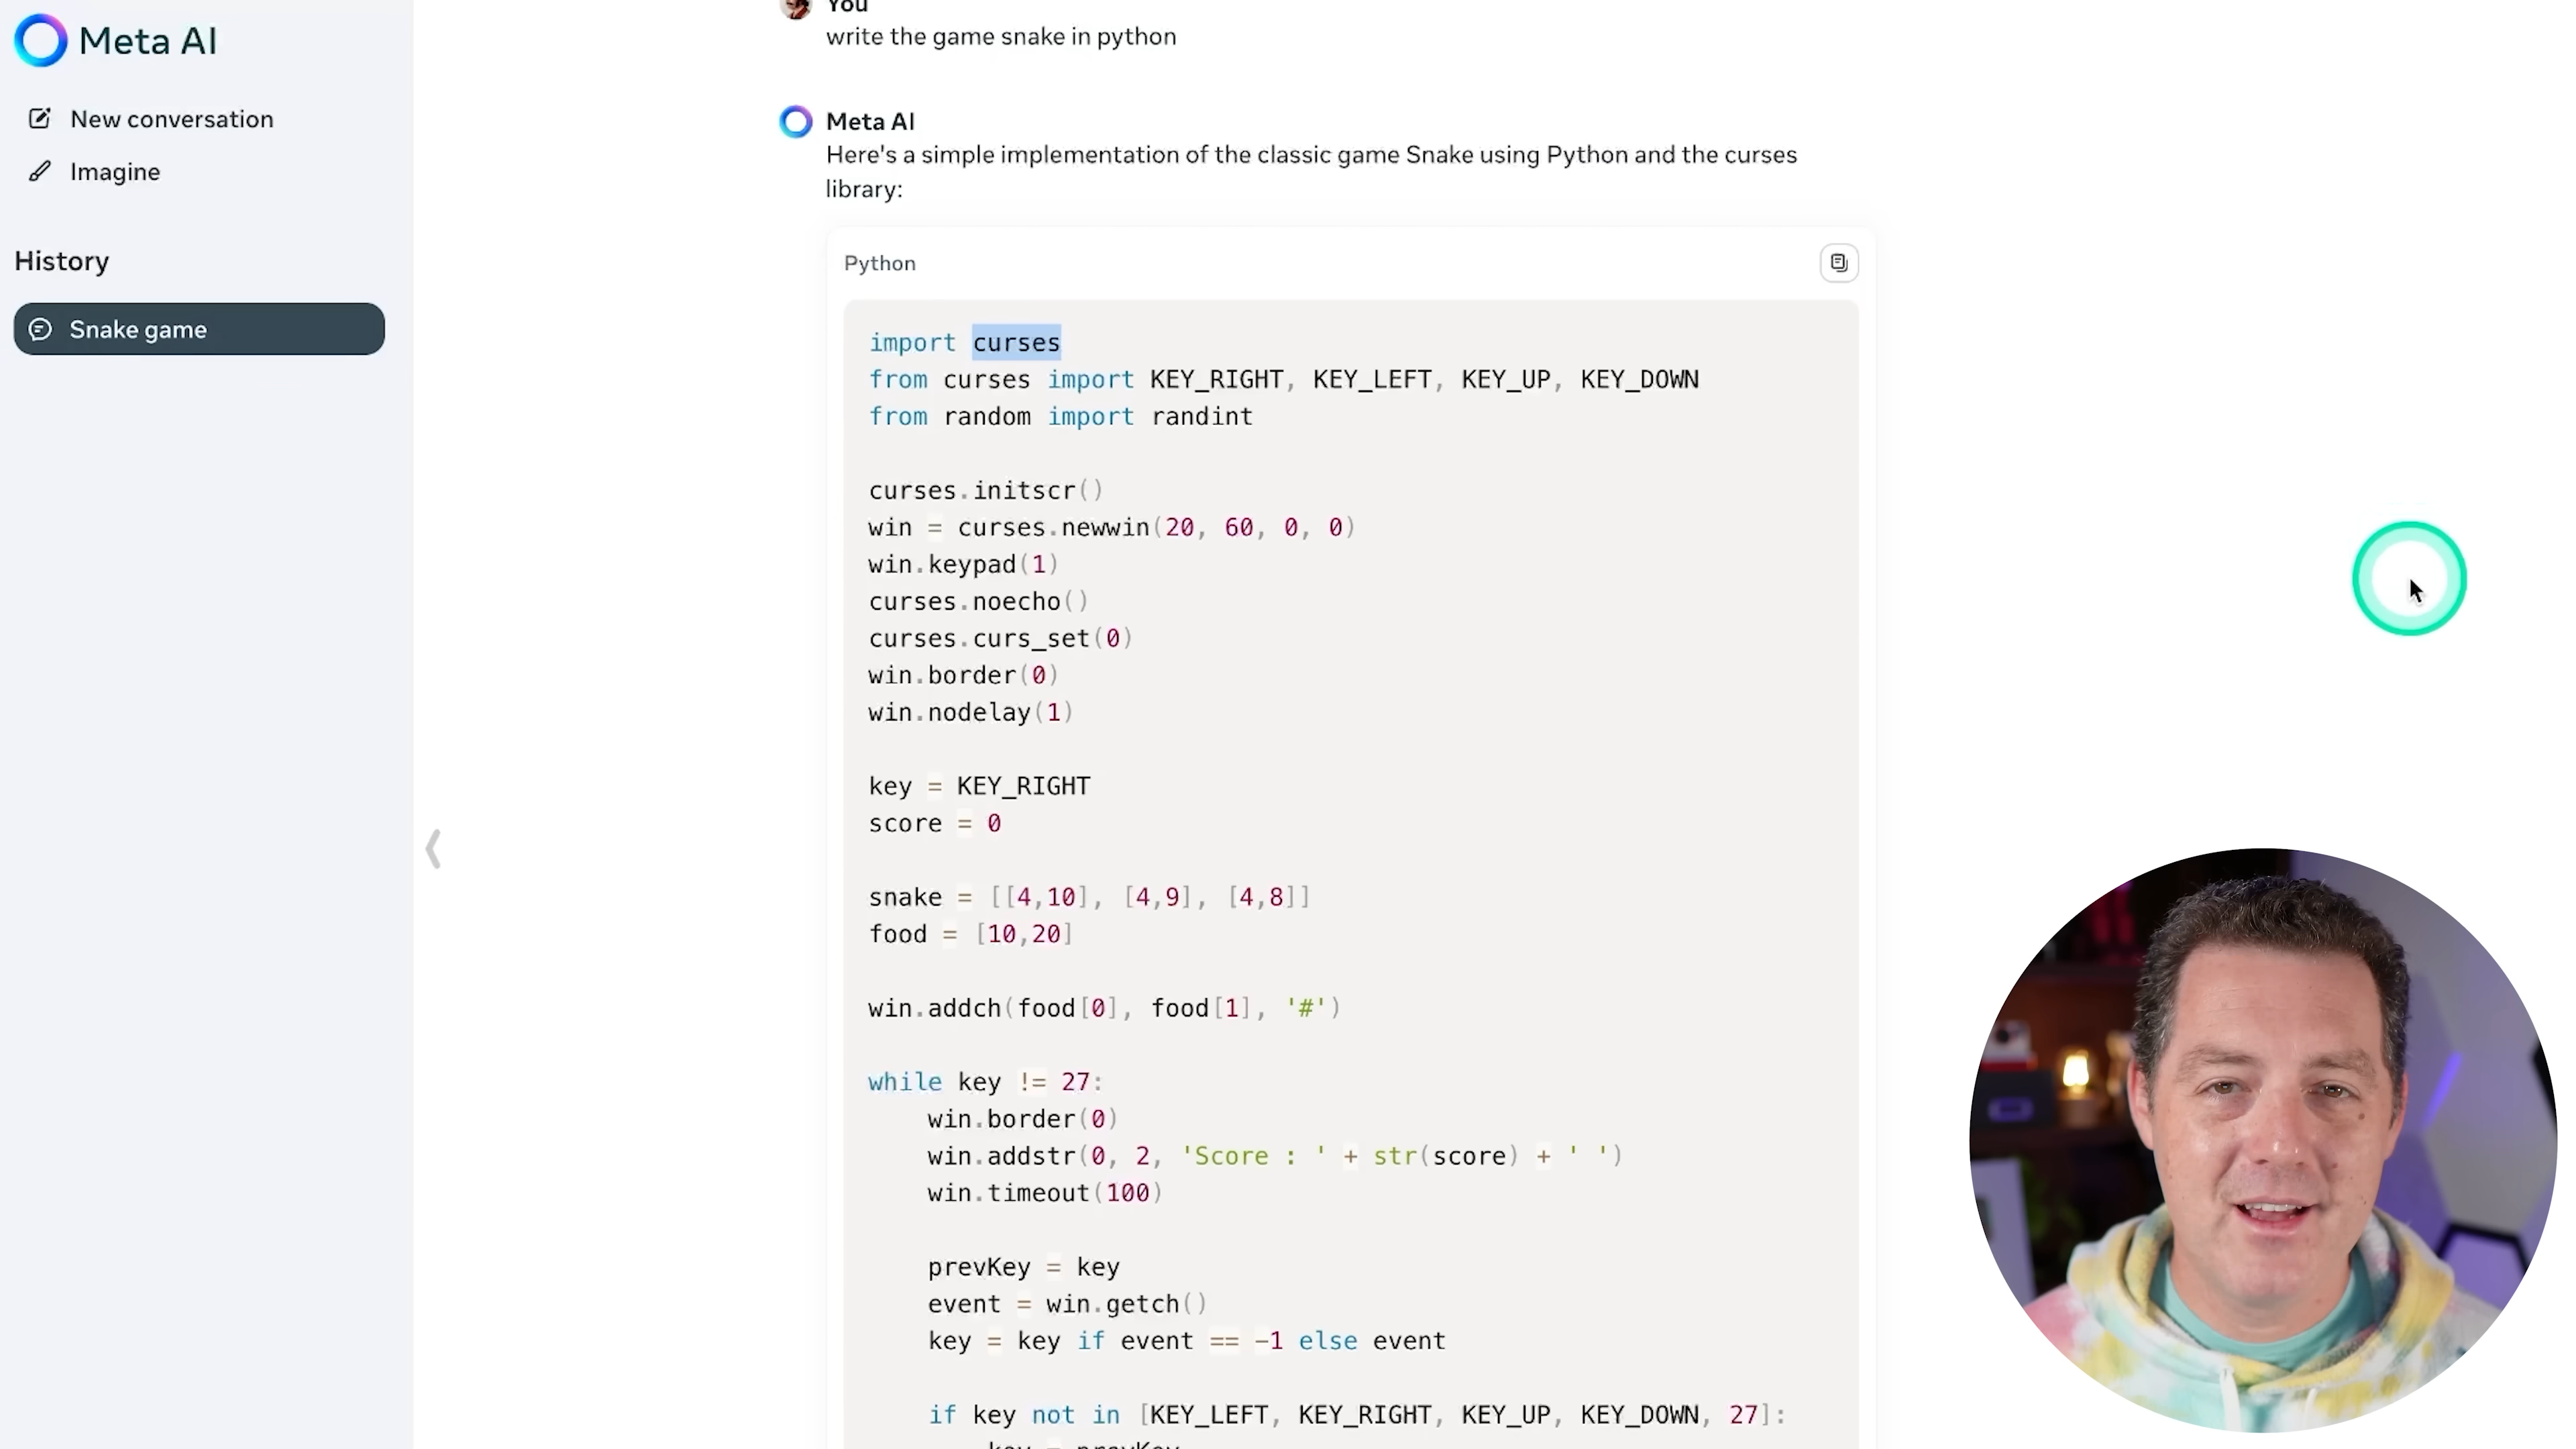 Meta AI
New conversation
Imagine
History
Snake game
You
write the game snake in python
Meta AI
Here's a simple implementation of the classic game Snake using Python and the curses
library:
Python
import curses
from curses import KEY_RIGHT, KEY_LEFT, KEY_UP, KEY_DOWN
from random import randint
curses.initscr()
win = curses.newwin(20, 60, 0, 0)
win.keypad(1)
curses.noecho()
curses.curs_set(0)
win.border(0)
win.nodelay(1)
key = KEY_RIGHT
score = 0
snake = [[4,10], [4,9], [4,8]]
food = [10,20]
win.addch(food[0], food[1], '#')
while key != 27:
    win.border(0)
    win.addstr(0, 2, 'Score : ' + str(score) + ' ')
    win.timeout(100)
    prevKey = key
    event = win.getch()
    key = key if event == -1 else event
    if key not in [KEY_LEFT, KEY_RIGHT, KEY_UP, KEY_DOWN, 27]:
        key = prevKey